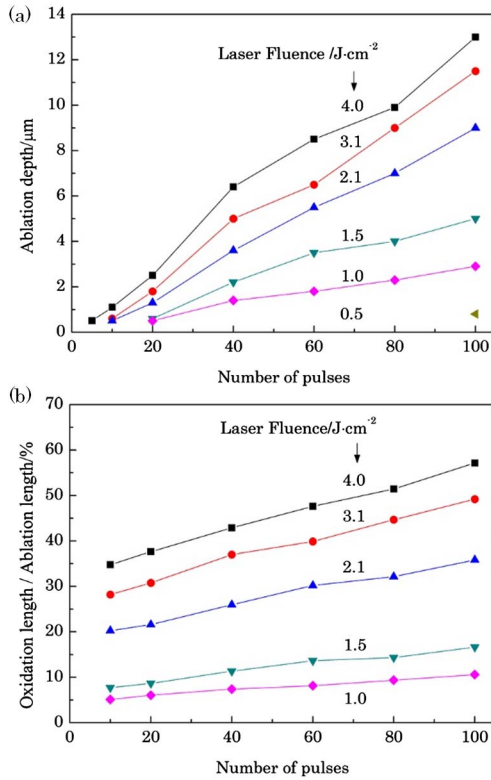 (a)
14
12
10
8
6
4
2
0
Ablation depth/μm
Laser Fluence /J·cm-2
4.0
3.1
2.1
1.5
1.0
0.5
0 20 40 60 80 100
Number of pulses
(b)
70
60
50
40
30
20
10
0
Oxidation length / Ablation length/%
Laser Fluence/J·cm-2
4.0
3.1
2.1
1.5
1.0
0 20 40 60 80 100
Number of pulses